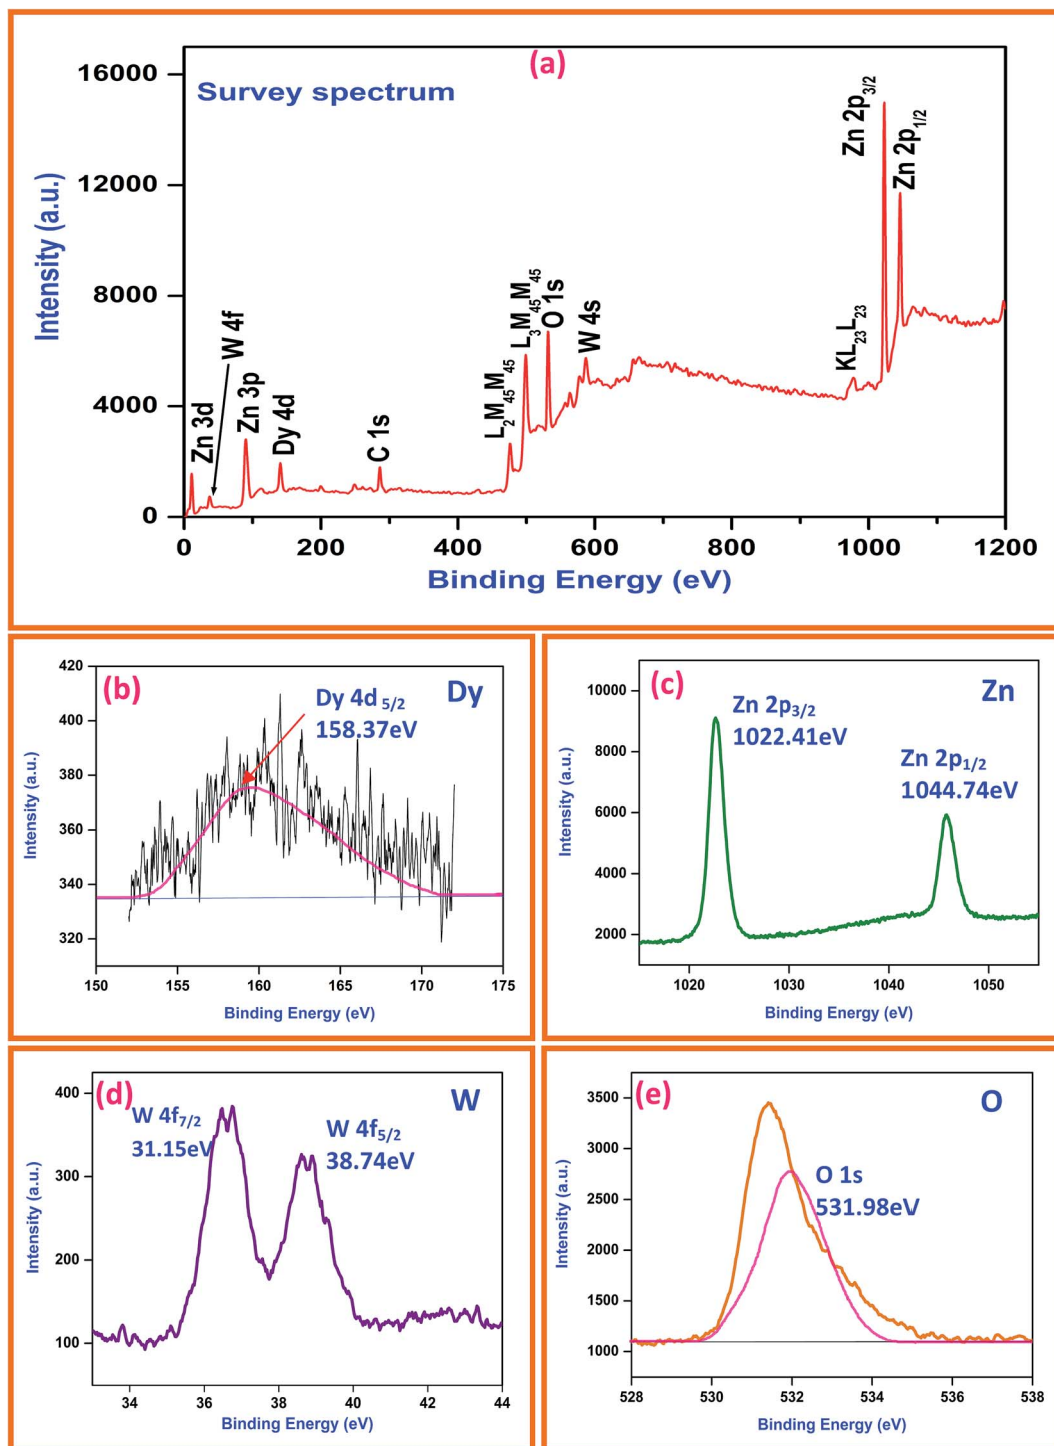 (a)
Survey spectrum
Intensity (a.u.)
16000
12000
8000
4000
0
Zn 3d
W 4f
Zn 3p
Dy 4d
C 1s
L2M45M45
L3M45M45
O 1s
W 4s
KL23L23
Zn 2p3/2
Zn 2p1/2
0 200 400 600 800 1000 1200
Binding Energy (eV)
(b)
Dy
Dy 4d 5/2
158.37eV
Intensity (a.u.)
420
400
380
360
340
320
150 155 160 165 170 175
Binding Energy (eV)
(c)
Zn
Zn 2p3/2
1022.41eV
Zn 2p1/2
1044.74eV
Intensity (a.u.)
10000
8000
6000
4000
2000
1020 1030 1040 1050
Binding Energy (eV)
(d)
W
W 4f7/2
31.15eV
W 4f5/2
38.74eV
Intensity (a.u.)
400
300
200
100
34 36 38 40 42 44
Binding Energy (eV)
(e)
O
O 1s
531.98eV
Intensity (a.u.)
3500
3000
2500
2000
1500
1000
528 530 532 534 536 538
Binding Energy (eV)